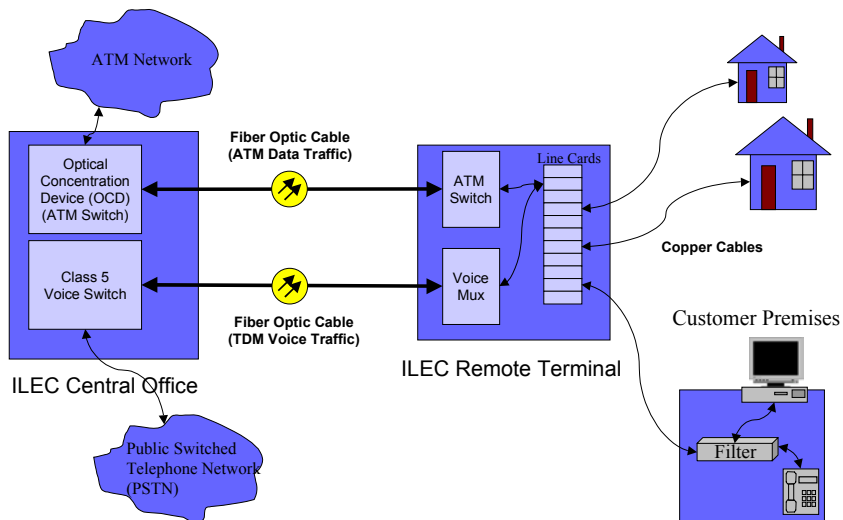 ATM Network
Fiber Optic Cable
(ATM Data Traffic)
Optical
Concentration
Device (OCD)
(ATM Switch)
ATM
Switch
Line Cards
Class 5
Voice Switch
Voice
Mux
Copper Cables
Fiber Optic Cable
(TDM Voice Traffic)
ILEC Central Office
ILEC Remote Terminal
Customer Premises
Public Switched
Telephone Network
(PSTN)
Filter